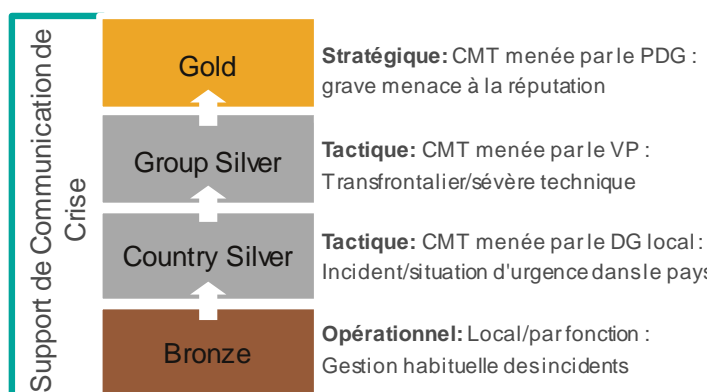 Support de Communication de
Crise
Gold
Stratégique: CMT menée par le PDG :
grave menace à la réputation
Group Silver
Tactique: CMT menée par le VP :
Transfrontalier/sévère technique
Country Silver
Tactique: CMT menée par le DG local :
Incident/situation d'urgence dans le pays
Bronze
Opérationnel: Local/par fonction :
Gestion habituelle des incidents